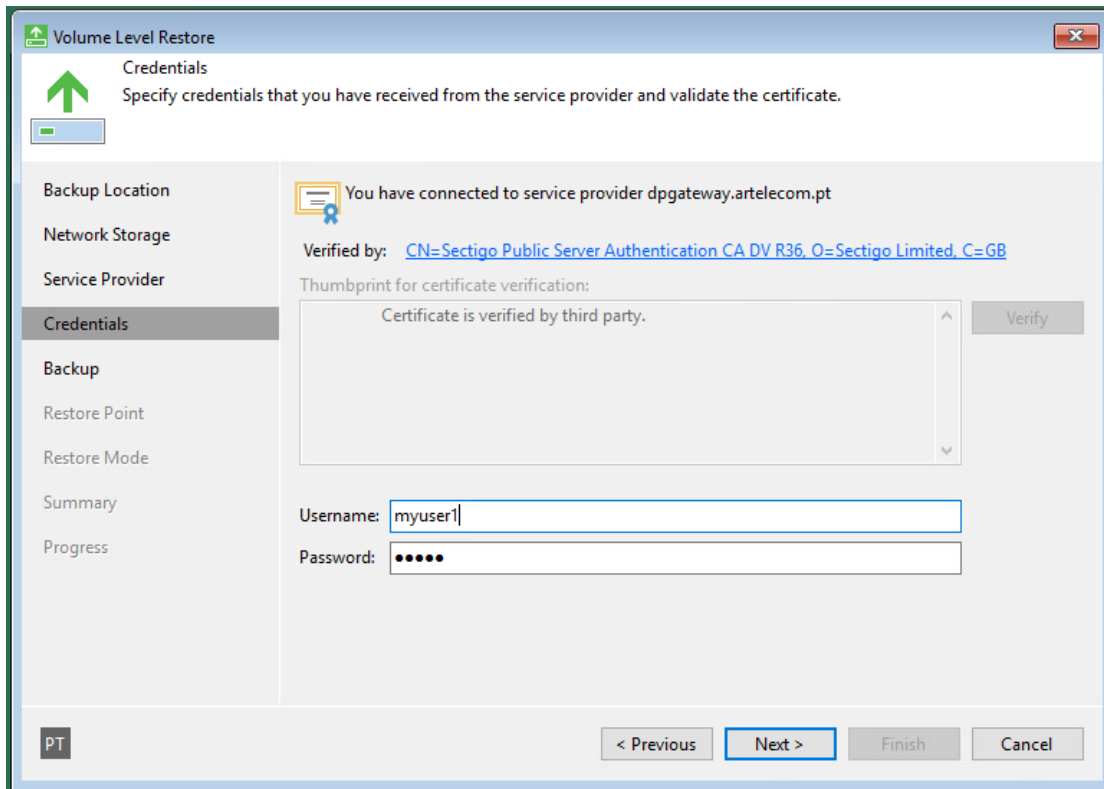 Volume Level Restore
Credentials
Specify credentials that you have received from the service provider and validate the certificate.
Backup Location
Network Storage
Service Provider
Credentials
Backup
Restore Point
Restore Mode
Summary
Progress
You have connected to service provider dpgateway.artelecom.pt
Verified by: CN=Sectigo Public Server Authentication CA DV R36, O=Sectigo Limited, C=GB
Thumbprint for certificate verification:
Certificate is verified by third party.
Verify
Username: myuser1
Password: •••••
PT
< Previous
Next >
Finish
Cancel